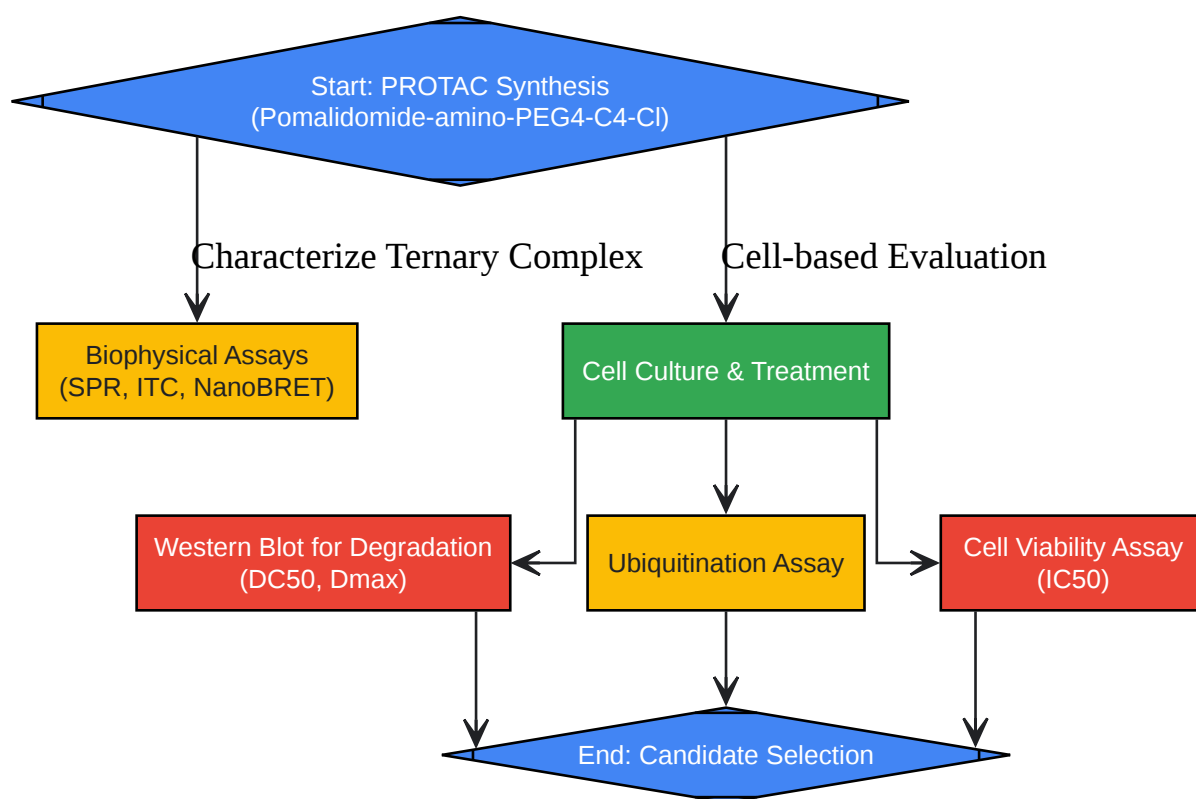 Start: PROTAC Synthesis
(Pomalidomide-amino-PEG4-C4-Cl)
Characterize Ternary Complex
Cell-based Evaluation
Biophysical Assays
(SPR, ITC, NanoBRET)
Cell Culture & Treatment
Western Blot for Degradation
(DC50, Dmax)
Ubiquitination Assay
Cell Viability Assay
(IC50)
End: Candidate Selection